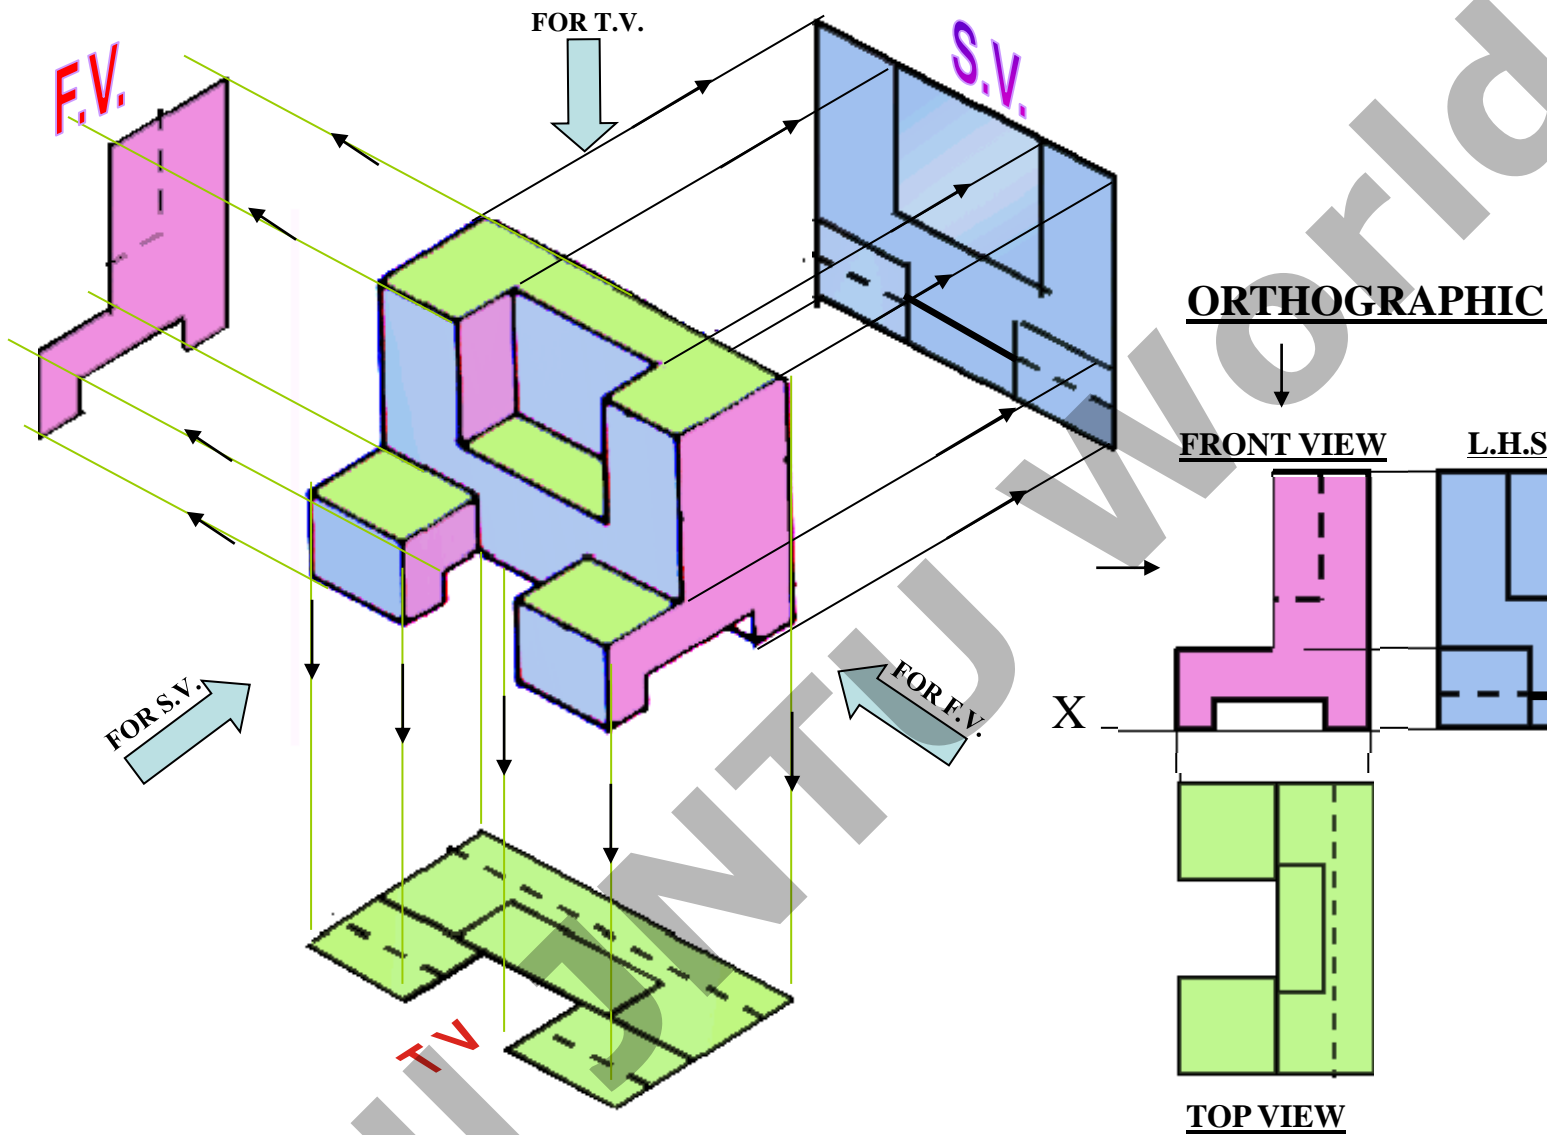 FOR T.V.
F.V.
S.V.
ORTHOGRAPHIC
FRONT VIEW
L.H.S
FOR S.V.
FOR F.V.
X
TV
TOP VIEW
JNTU World